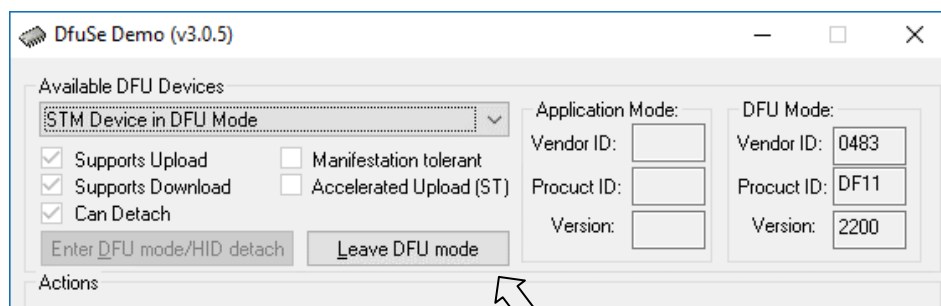 DfuSe Demo (v3.0.5)
Available DFU Devices
STM Device in DFU Mode
Supports Upload
Manifestation tolerant
Supports Download
Accelerated Upload (ST)
Can Detach
Enter DFU mode/HID detach
Leave DFU mode
Application Mode:
Vendor ID:
Procuct ID:
Version:
DFU Mode:
Vendor ID: 0483
Procuct ID: DF11
Version: 2200
Actions